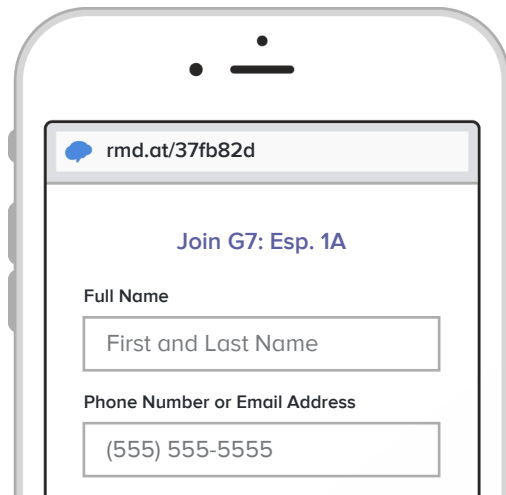 rmd.at/37fb82d
Join G7: Esp. 1A
Full Name
First and Last Name
Phone Number or Email Address
(555) 555-5555